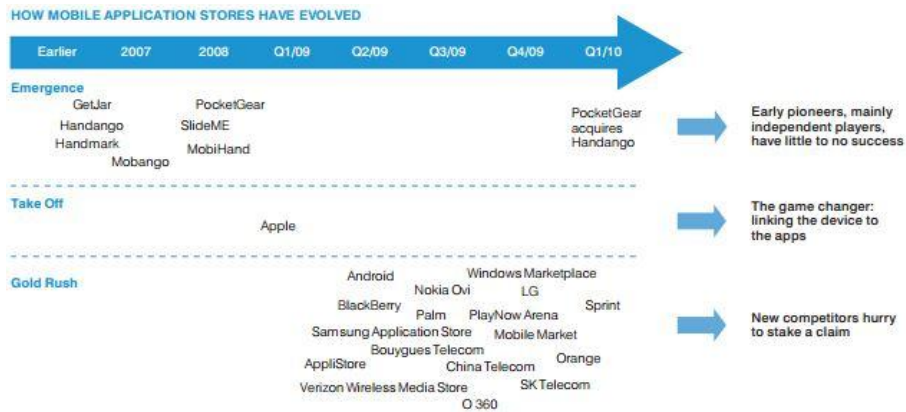 HOW MOBILE APPLICATION STORES HAVE EVOLVED
Earlier 2007 2008 Q1/09 Q2/09 Q3/09 Q4/09 Q1/10
Emergence
GetJar PocketGear
Handango SlideME
Handmark MobiHand
Mobango
PocketGear
acquires
Handango
Early pioneers, mainly
independent players,
have little to no success
Take Off
Apple
The game changer:
linking the device to
the apps
Gold Rush
Android Windows Marketplace
Nokia Ovi LG
BlackBerry Sprint
Palm PlayNow Arena
Samsung Application Store Mobile Market
Bouygues Telecom
AppliStore China Telecom Orange
Verizon Wireless Media Store SK Telecom
O 360
New competitors hurry
to stake a claim